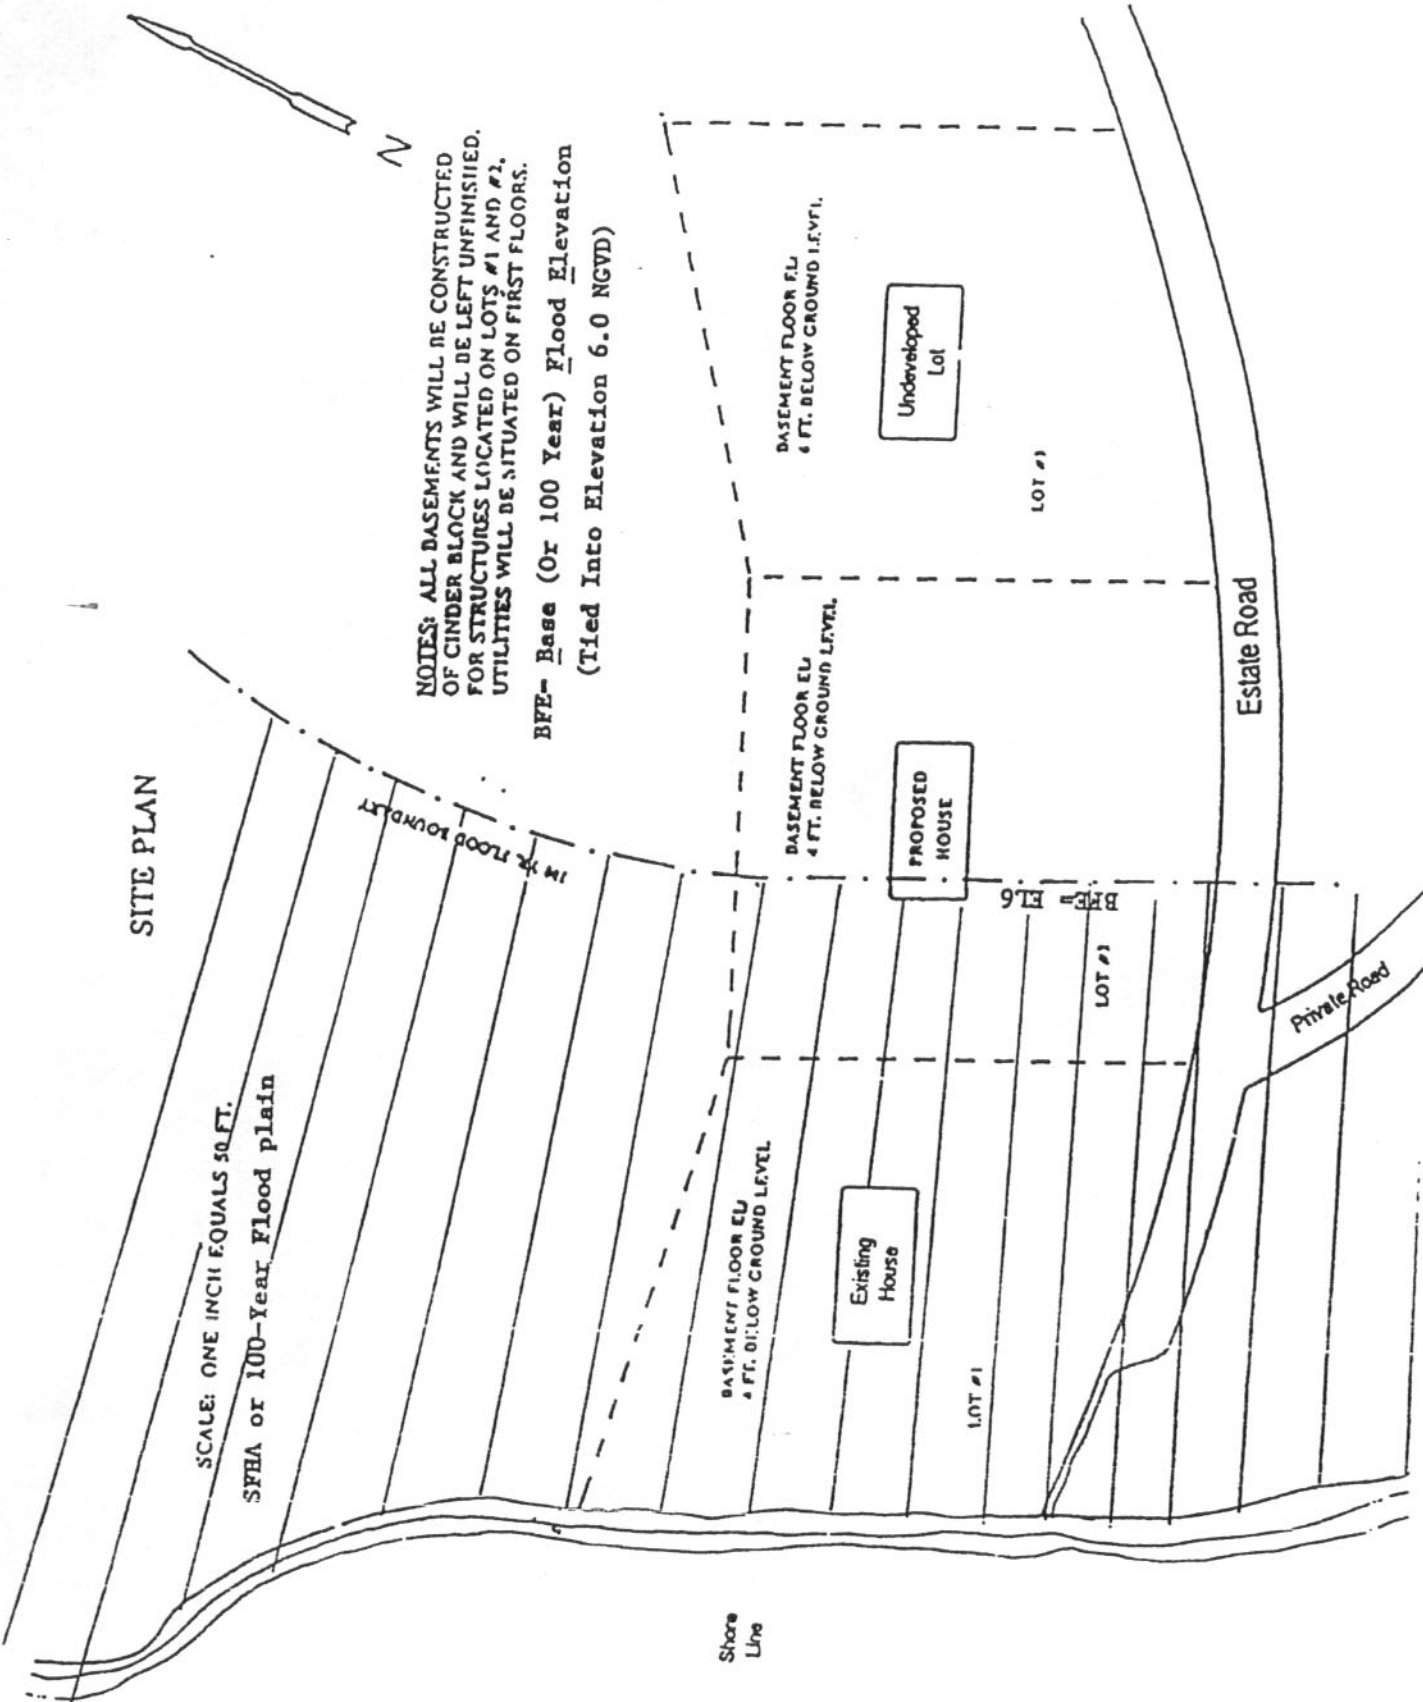 SITE PLAN
SCALE: ONE INCH EQUALS 50 FT.
SFHA or 100-Year Flood plain
N
NOTES: ALL BASEMENTS WILL BE CONSTRUCTED
OF CINDER BLOCK AND WILL BE LEFT UNFINISHED.
FOR STRUCTURES LOCATED ON LOTS #1 AND #2,
UTILITIES WILL BE SITUATED ON FIRST FLOORS.
BFE- Base (Or 100 Year) Flood Elevation
(Tied Into Elevation 6.0 NGVD)
YR. FLOOD BOUNDARY
BASEMENT FLOOR EL
4 FT. BELOW GROUND LEVEL
Existing
House
LOT #1
BASEMENT FLOOR EL
4 FT. BELOW GROUND LEVEL
PROPOSED
HOUSE
BFE= EL6
LOT
BASEMENT FLOOR EL
FT. BELOW GROUND LEVEL
Undeveloped
Lot
LOT #3
Estate Road
Private Road
Shore
Line